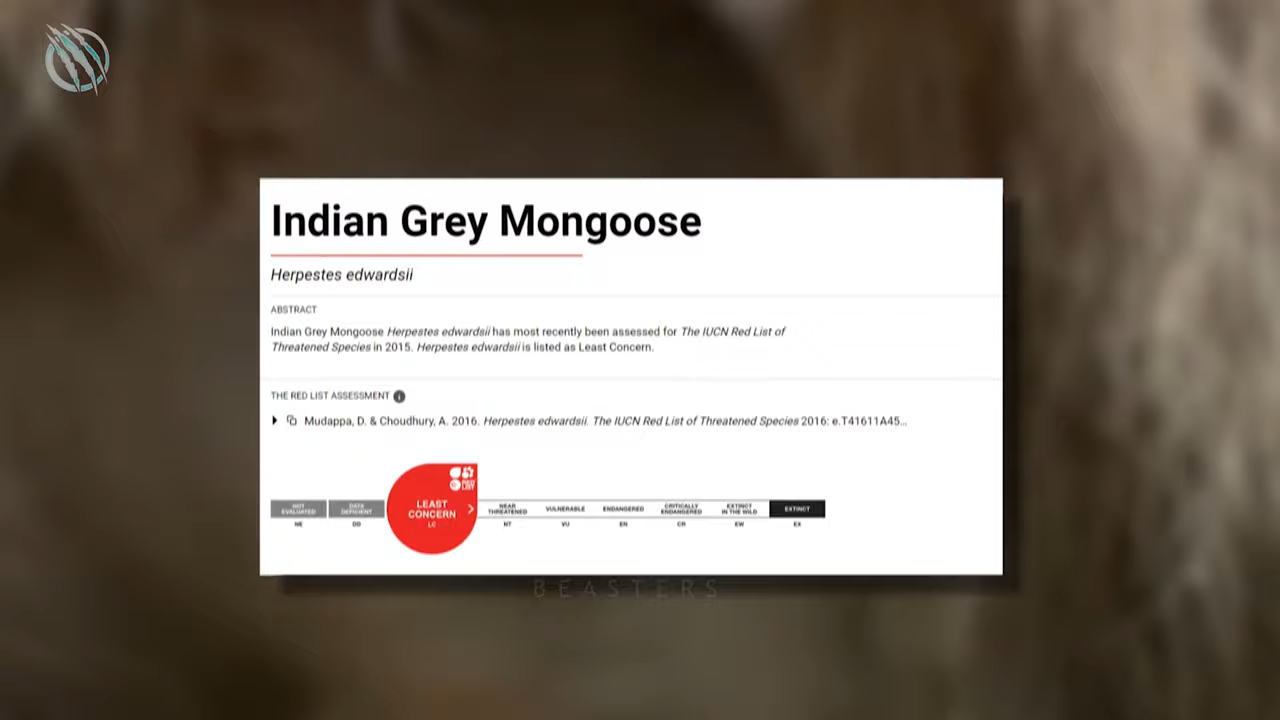 Indian Grey Mongoose
Herpestes edwardsii
ABSTRACT
Indian Grey Mongoose Herpestes edwardsii has most recently been assessed for The IUCN Red List of
Threatened Species in 2015. Herpestes edwardsii is listed as Least Concern.
THE RED LIST ASSESSMENT i
Mudappa, D. & Choudhury, A. 2016. Herpestes edwardsii. The IUCN Red List of Threatened Species 2016: e.T41611A45...
NOT EVALUATED DATA DEFICIENT LEAST CONCERN NEAR THREATENED VULNERABLE ENDANGERED CRITICALLY ENDANGERED EXTINCT IN THE WILD EXTINCT
NE DD LC NT VU EN CR EW EX
BEASTERS